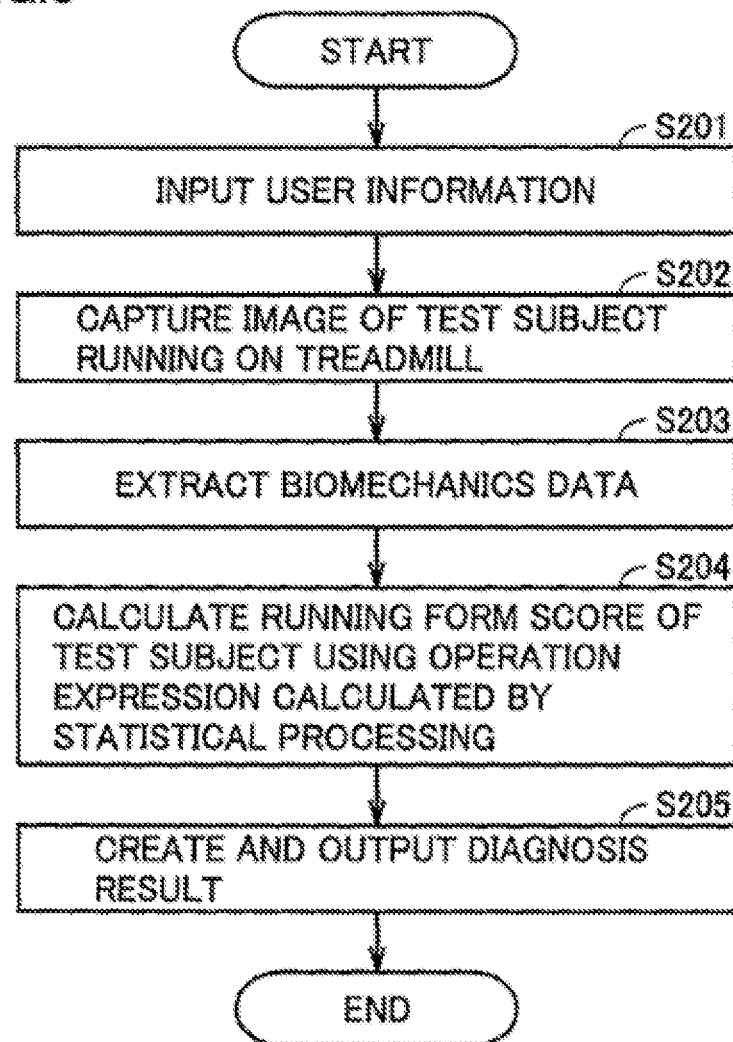 START
S201
INPUT USER INFORMATION
S202
CAPTURE IMAGE OF TEST SUBJECT
RUNNING ON TREADMILL
S203
EXTRACT BIOMECHANICS DATA
S204
CALCULATE RUNNING FORM SCORE OF
TEST SUBJECT USING OPERATION
EXPRESSION CALCULATED BY
STATISTICAL PROCESSING
S205
CREATE AND OUTPUT DIAGNOSIS
RESULT
END